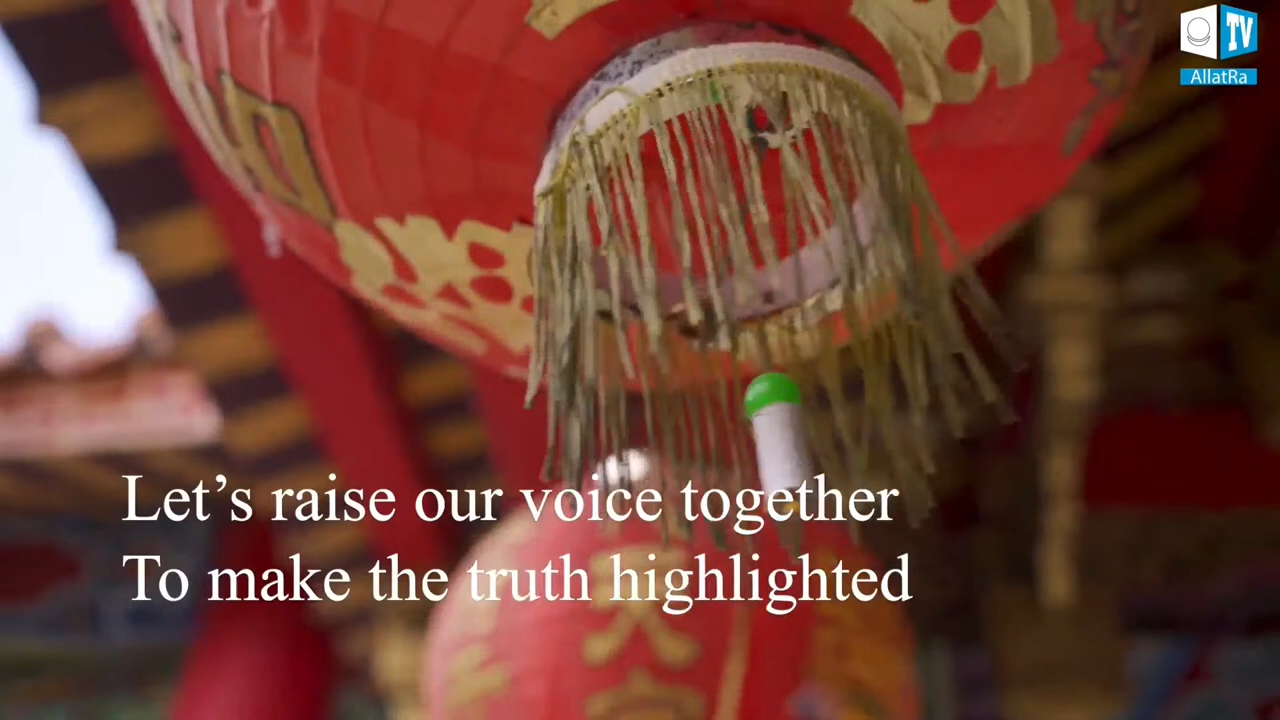 TV
AllatRa
Let's raise our voice together
To make the truth highlighted